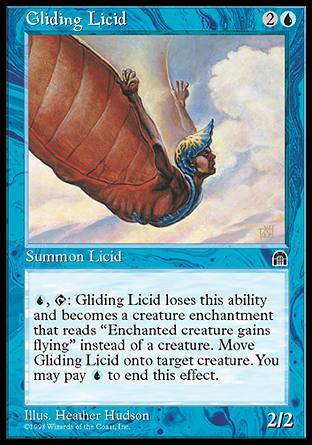 Gliding Licid 2
Summon Licid
: Gliding Licid loses this ability
and becomes a creature enchantment
that reads “Enchanted creature gains
flying” instead of a creature. Move
Gliding Licid onto target creature. You
may pay to end this effect.
Illus. Heather Hudson
©1998 Wizards of the Coast, Inc.
2/2